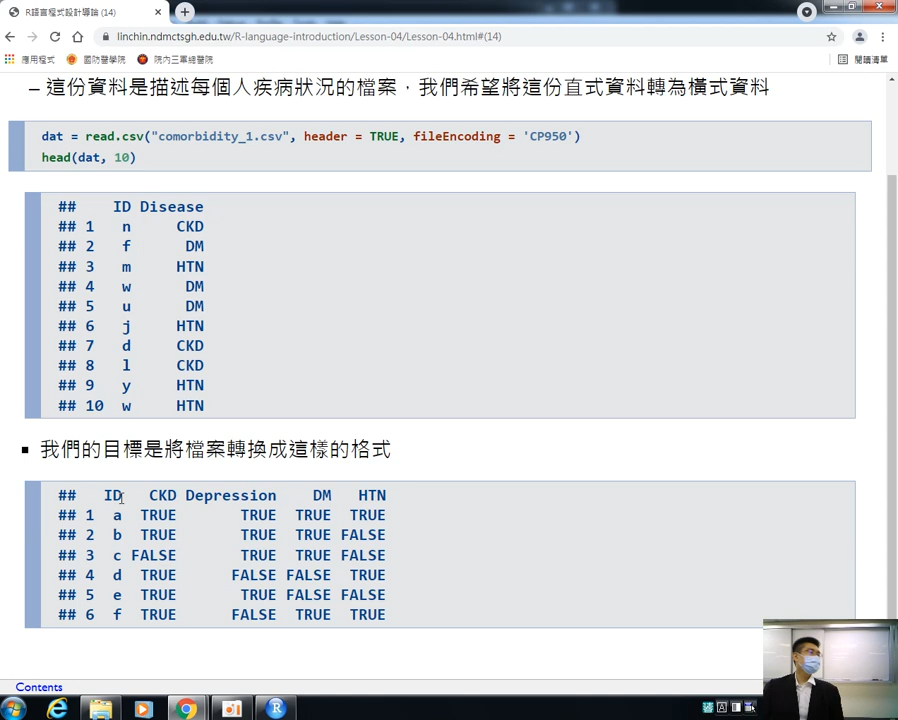 R語言程式設計導論 (14)
linchin.ndmctsgh.edu.tw/R-language-introduction/Lesson-04/Lesson-04.html#(14)
應用程式 國防醫學院 院內三軍總醫院 閱讀清單
– 這份資料是描述每個人疾病狀況的檔案，我們希望將這份直式資料轉為橫式資料
dat = read.csv("comorbidity_1.csv", header = TRUE, fileEncoding = 'CP950')
head(dat, 10)
## ID Disease
## 1 n CKD
## 2 f DM
## 3 m HTN
## 4 w DM
## 5 u DM
## 6 j HTN
## 7 d CKD
## 8 l CKD
## 9 y HTN
## 10 w HTN
▪ 我們的目標是將檔案轉換成這樣的格式
## ID CKD Depression DM HTN
## 1 a TRUE TRUE TRUE TRUE
## 2 b TRUE TRUE TRUE FALSE
## 3 c FALSE TRUE TRUE FALSE
## 4 d TRUE FALSE FALSE TRUE
## 5 e TRUE TRUE FALSE FALSE
## 6 f TRUE FALSE TRUE TRUE
Contents